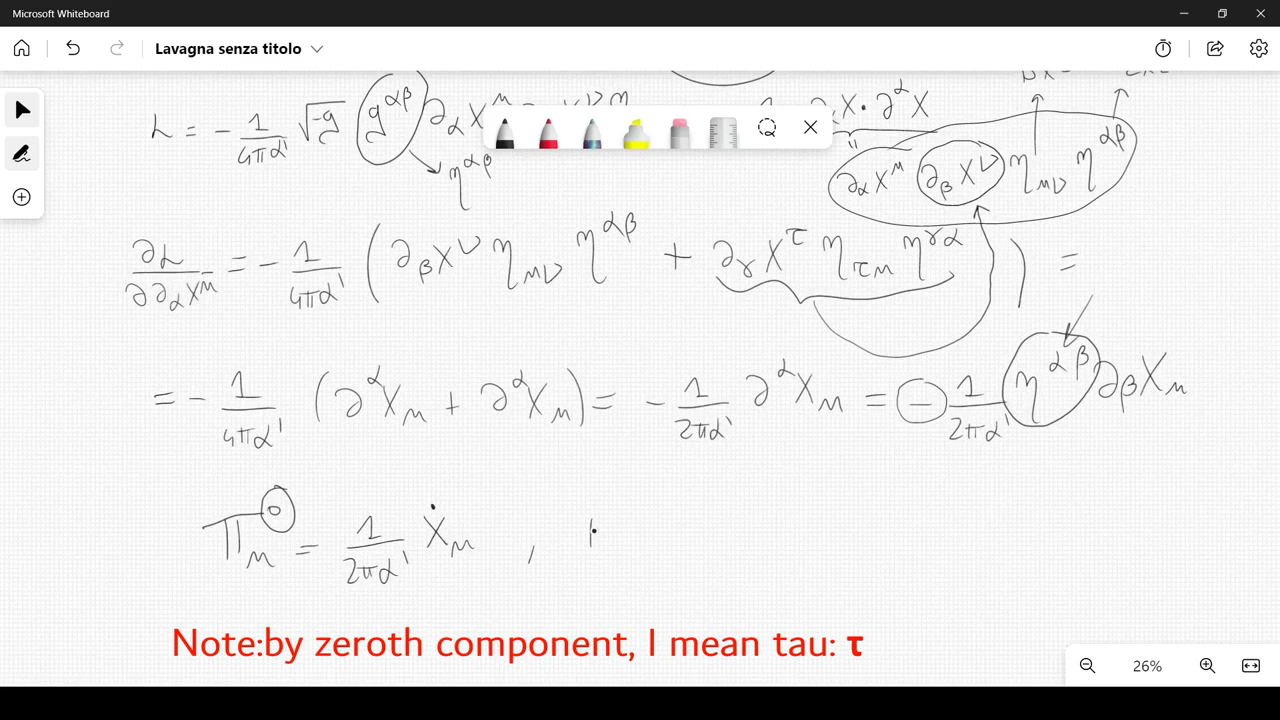 Microsoft Whiteboard
Lavagna senza titolo
L = - 1/4πα' √-g g^αβ ∂_α X^μ
∂_α X · ∂^α X
η^αβ
∂_α X^μ ∂_β X^ν η_μν η^αβ
∂L/∂∂_α X^μ = - 1/4πα' ( ∂_β X^ν η_μν η^αβ + ∂_γ X^τ η_τμ η^γα ) =
= - 1/4πα' ( ∂^α X_μ + ∂^α X_μ ) = - 1/2πα' ∂^α X_μ = - 1/2πα' η^αβ ∂_β X_μ
Π^0_μ = 1/2πα' Ẋ_μ ,
Note:by zeroth component, I mean tau: τ
26%